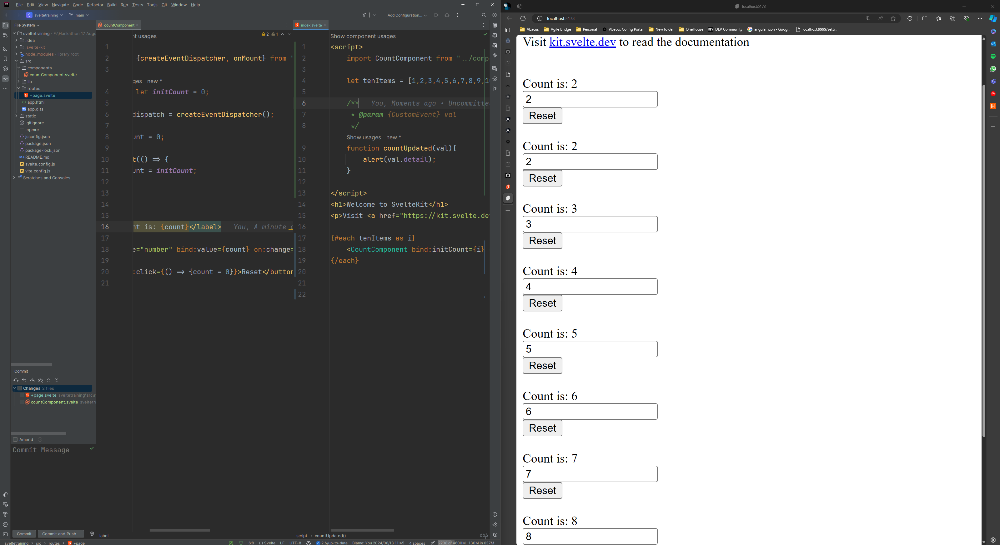 File Edit View Navigate Code Refactor Build Run Tests Tools Git Window Help
S sveltetraining main Add Configuration...
File System
sveltetraining E:\Hackathon 17 Augu
.idea
.svelte-kit
node_modules library root
src
components
countComponent.svelte
lib
routes
+page.svelte
app.html
app.d.ts
static
.gitignore
.npmrc
jsconfig.json
package.json
package-lock.json
README.md
svelte.config.js
vite.config.js
Scratches and Consoles
Commit
Changes 2 files
+page.svelte sveltetraining\src\r
countComponent.svelte sveltetra
Amend
Commit Message
Commit Commit and Push...
countComponent
nt usages
2 1
1
2 {createEventDispatcher, onMount} from "
3
ges new *
4 let initCount = 0;
5
6 dispatch = createEventDispatcher();
7
8 unt = 0;
9
10 t(() => {
11 unt = initCount;
12
13
14
15
16 nt is: {count}</label> You, A minute
17
18 e="number" bind:value={count} on:change=
19
20 :click={() => {count = 0}}>Reset</button
21
label
index.svelte
Show component usages
1 <script>
2 import CountComponent from "../comp
3
4 let tenItems = [1,2,3,4,5,6,7,8,9,1
5
6 /** You, Moments ago • Uncommitte
7 * @param {CustomEvent} val
8 */
Show usages new *
9 function countUpdated(val){
10 alert(val.detail);
11 }
12
13 </script>
14 <h1>Welcome to SvelteKit</h1>
15 <p>Visit <a href="https://kit.svelte.de
16
17 {#each tenItems as i}
18 <CountComponent bind:initCount={i}
19 {/each}
20
21
22
script countUpdated()
sveltetraining src routes +page
6:8 {} Svelte LF UTF-8 2 Δ/up-to-date Blame: You 2024/08/13 11:45 4 spaces 2238 of 4600M 130M in 637M
localhost:5173
localhost:5173
Abacus Agile Bridge Personal Abacus Config Portal New folder OneHouse DEV DEV Community angular icon - Goog... localhost:9999/setti...
Visit kit.svelte.dev to read the documentation
Count is: 2
2
Reset
Count is: 2
2
Reset
Count is: 3
3
Reset
Count is: 4
4
Reset
Count is: 5
5
Reset
Count is: 6
6
Reset
Count is: 7
7
Reset
Count is: 8
8